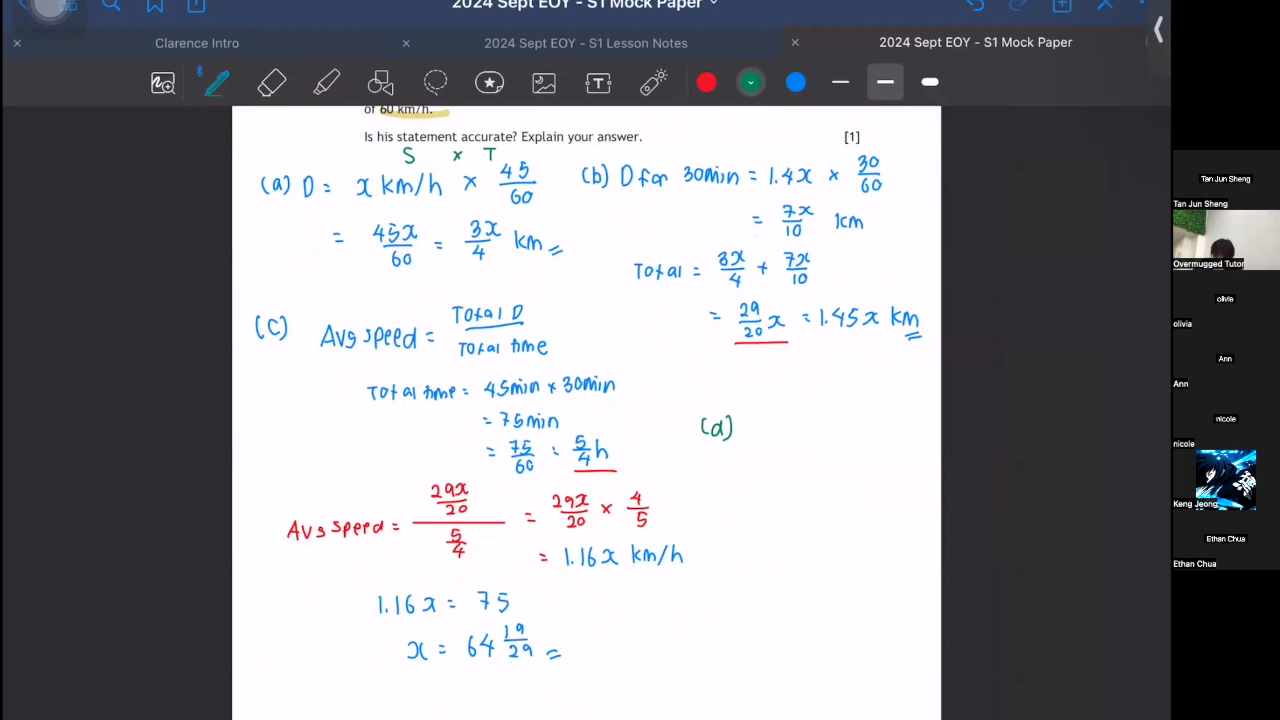 2024 Sept EOY - S1 Mock Paper
Clarence Intro
2024 Sept EOY - S1 Lesson Notes
2024 Sept EOY - S1 Mock Paper
of 60 km/h.
Is his statement accurate? Explain your answer. [1]
S × T
(a) D = x km/h × 45/60
= 45x/60 = 3x/4 km
(b) D for 30min = 1.4x × 30/60
= 7x/10 km
Total = 3x/4 + 7x/10
= 29/20 x = 1.45x km
(c) Avg speed = Total D / Total time
Total time = 45min × 30min
= 75min
= 75/60 = 5/4 h
Avg speed = 29x/20 / 5/4 = 29x/20 × 4/5
= 1.16x km/h
1.16x = 75
x = 64 19/29
(d)
Tan Jun Sheng
Tan Jun Sheng
Overmugged Tutor
olivia
olivia
Ann
Ann
nicole
nicole
Keng Jeong
Ethan Chua
Ethan Chua